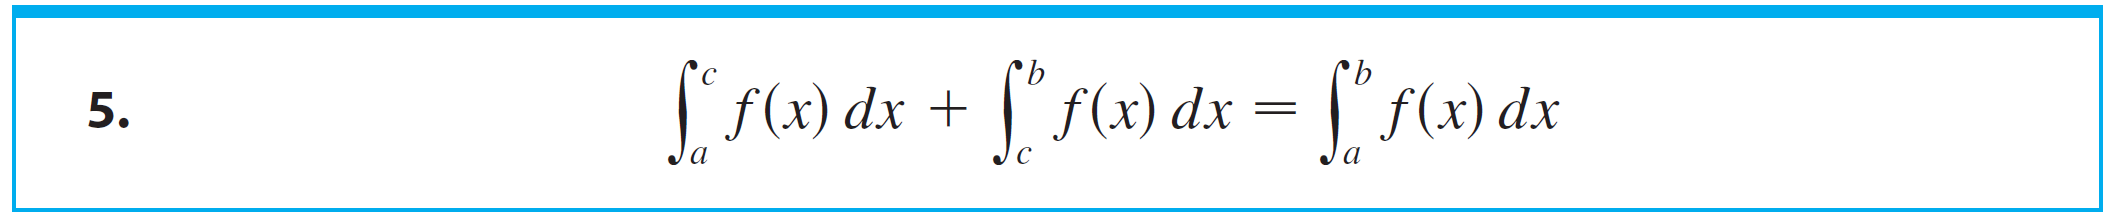 5. ∫_a^c f(x) dx + ∫_c^b f(x) dx = ∫_a^b f(x) dx